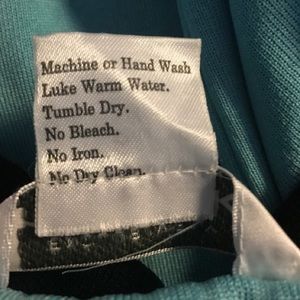 Machine or Hand Wash
Luke Warm Water.
Tumble Dry.
No Bleach.
No Iron.
No Dry Clean.